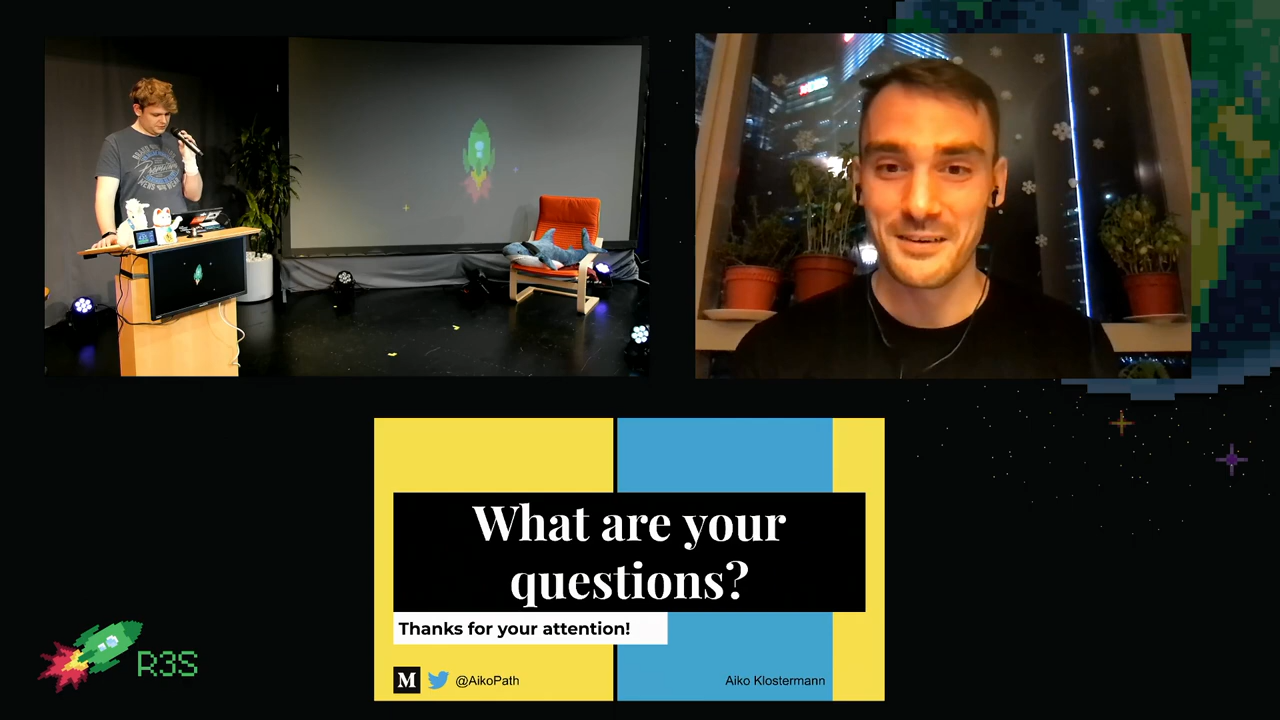 What are your
questions?
Thanks for your attention!
M
@AikoPath
Aiko Klostermann
R3S